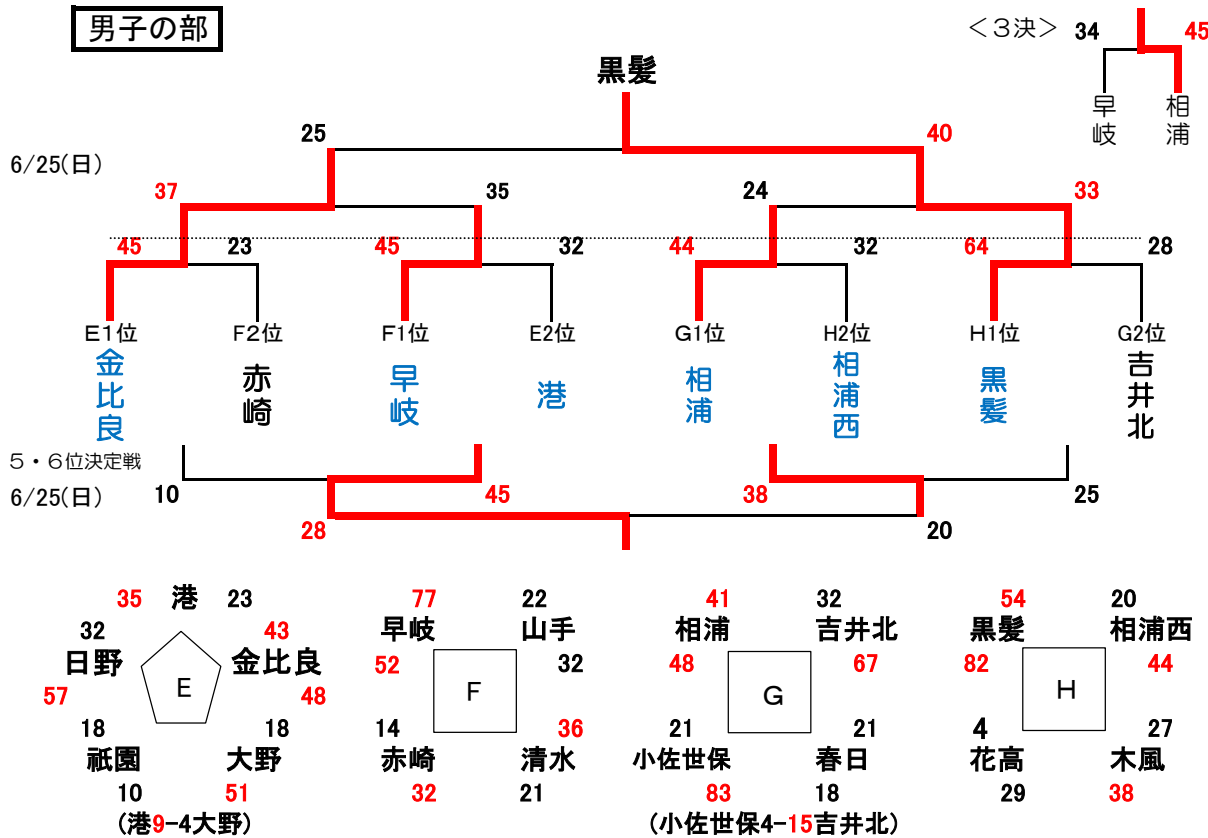 男子の部
＜３決＞ 34 45
早岐 相浦
黒髪
25 40
6/25(日)
37 35 24 33
45 23 45 32 44 32 64 28
E1位 F2位 F1位 E2位 G1位 H2位 H1位 G2位
金比良 赤崎 早岐 港 相浦 相浦西 黒髪 吉井北
５・６位決定戦
6/25(日) 10 45 38 25
28 20
35 港 23 77 22 41 32 54 20
32 43 早岐 山手 相浦 吉井北 黒髪 相浦西
日野 金比良 52 32 48 67 82 44
E F G H
57 48
18 18 14 36 21 21 4 27
祇園 大野 赤崎 清水 小佐世保 春日 花高 木風
10 51 32 21 83 18 29 38
(港9-4大野) (小佐世保4-15吉井北)